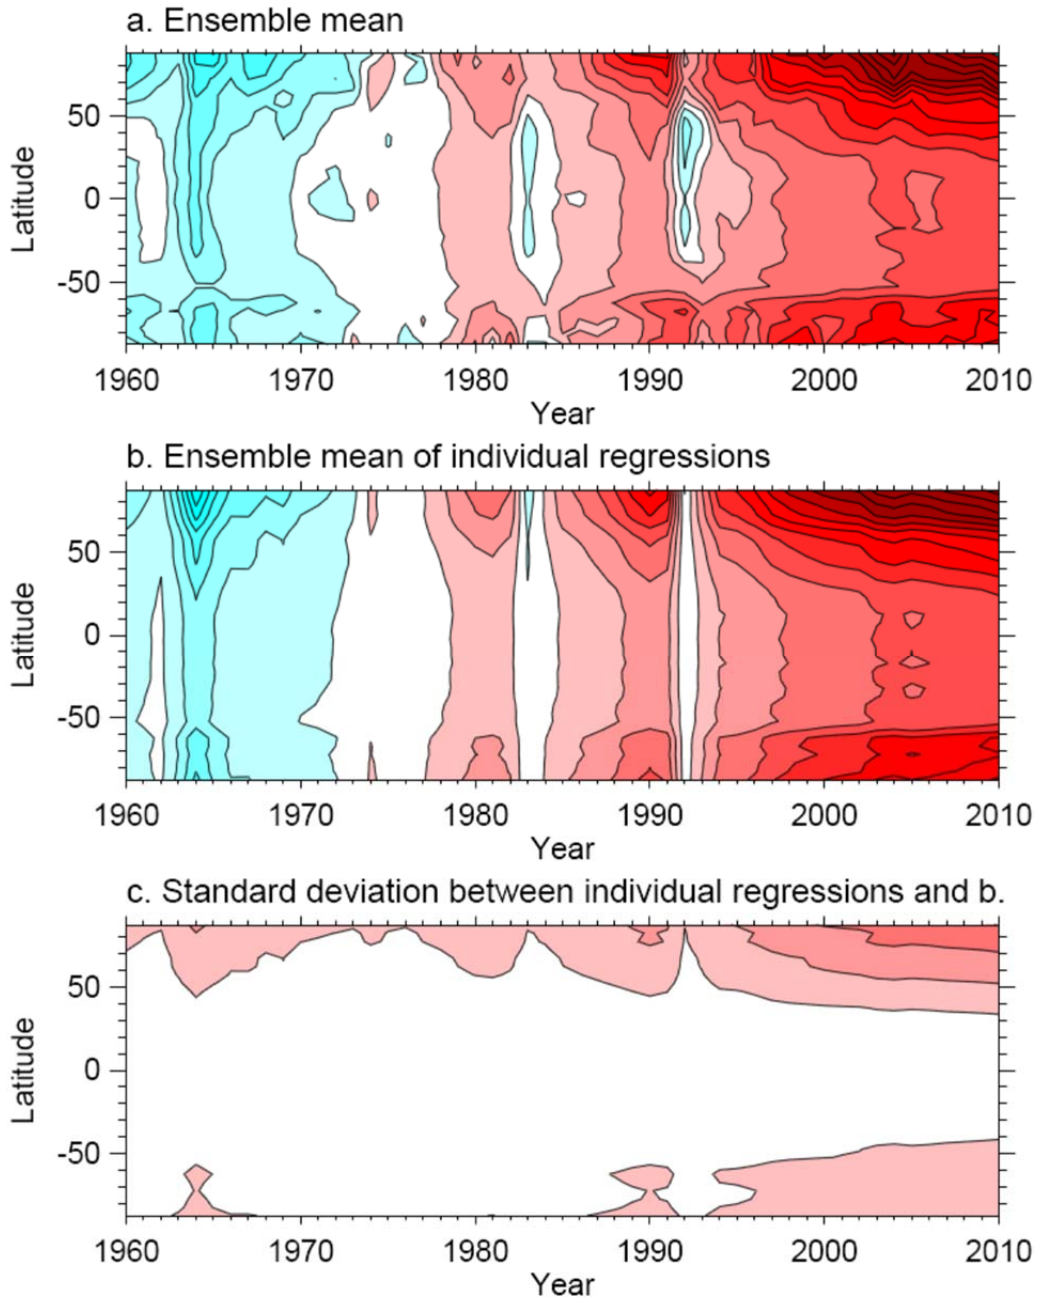 a. Ensemble mean
Latitude
50
0
-50
1960 1970 1980 1990 2000 2010
Year
b. Ensemble mean of individual regressions
Latitude
50
0
-50
1960 1970 1980 1990 2000 2010
Year
c. Standard deviation between individual regressions and b.
Latitude
50
0
-50
1960 1970 1980 1990 2000 2010
Year